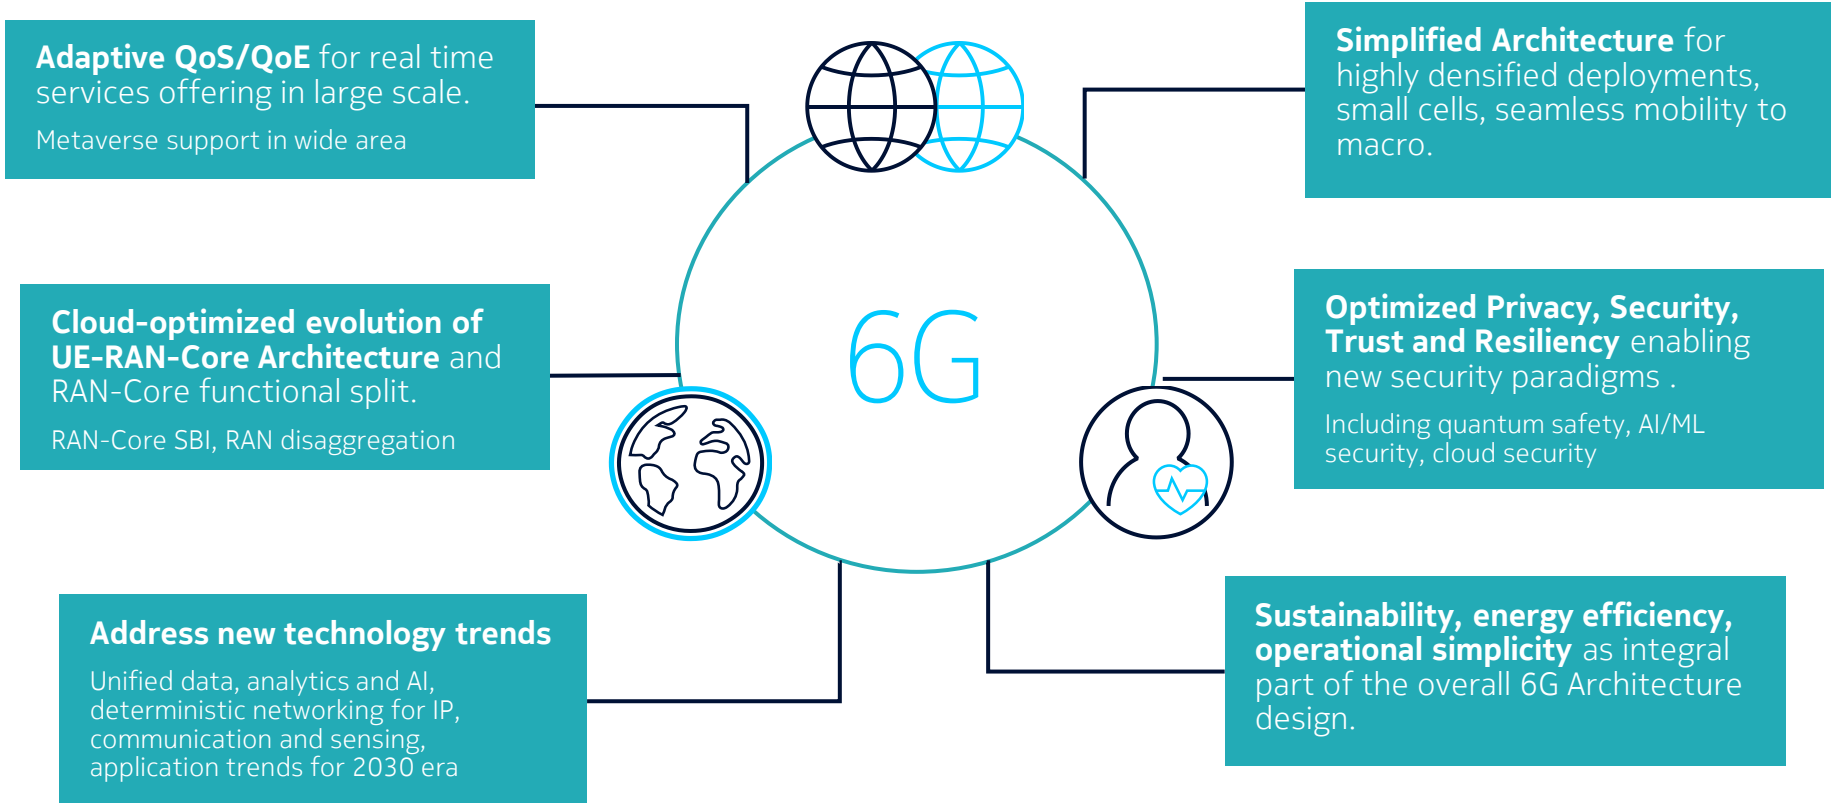 Adaptive QoS/QoE for real time
services offering in large scale.
Metaverse support in wide area
Simplified Architecture for
highly densified deployments,
small cells, seamless mobility to
macro.
Cloud-optimized evolution of
UE-RAN-Core Architecture and
RAN-Core functional split.
RAN-Core SBI, RAN disaggregation
6G
Optimized Privacy, Security,
Trust and Resiliency enabling
new security paradigms .
Including quantum safety, AI/ML
security, cloud security
Address new technology trends
Unified data, analytics and AI,
deterministic networking for IP,
communication and sensing,
application trends for 2030 era
Sustainability, energy efficiency,
operational simplicity as integral
part of the overall 6G Architecture
design.